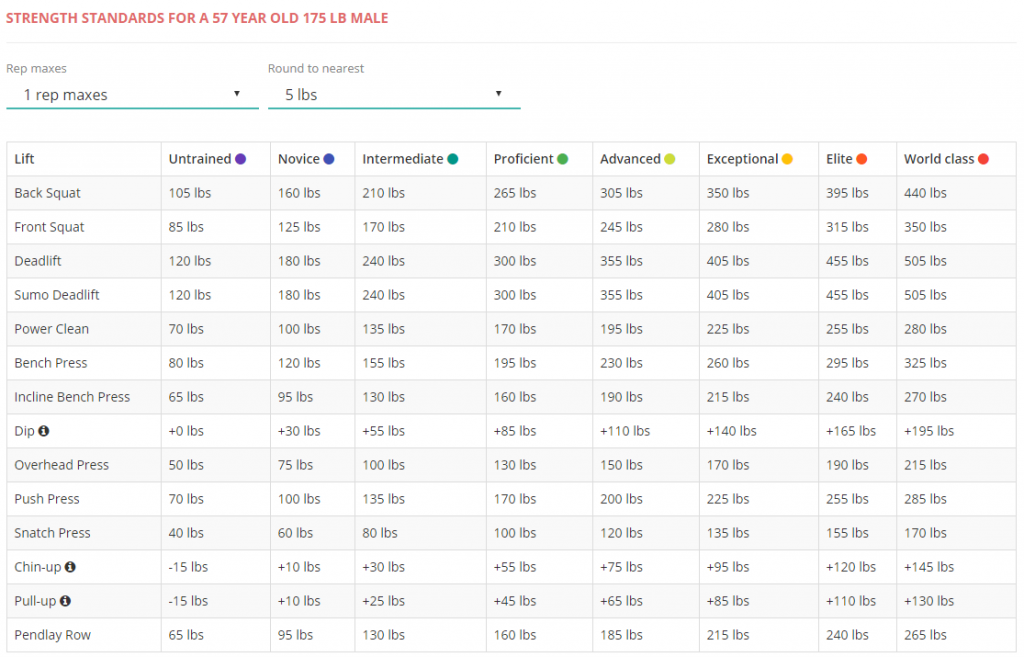 STRENGTH STANDARDS FOR A 57 YEAR OLD 175 LB MALE
Rep maxes Round to nearest
1 rep maxes 5 lbs
Lift Untrained Novice Intermediate Proficient Advanced Exceptional Elite World class
Back Squat 105 lbs 160 lbs 210 lbs 265 lbs 305 lbs 350 lbs 395 lbs 440 lbs
Front Squat 85 lbs 125 lbs 170 lbs 210 lbs 245 lbs 280 lbs 315 lbs 350 lbs
Deadlift 120 lbs 180 lbs 240 lbs 300 lbs 355 lbs 405 lbs 455 lbs 505 lbs
Sumo Deadlift 120 lbs 180 lbs 240 lbs 300 lbs 355 lbs 405 lbs 455 lbs 505 lbs
Power Clean 70 lbs 100 lbs 135 lbs 170 lbs 195 lbs 225 lbs 255 lbs 280 lbs
Bench Press 80 lbs 120 lbs 155 lbs 195 lbs 230 lbs 260 lbs 295 lbs 325 lbs
Incline Bench Press 65 lbs 95 lbs 130 lbs 160 lbs 190 lbs 215 lbs 240 lbs 270 lbs
Dip +0 lbs +30 lbs +55 lbs +85 lbs +110 lbs +140 lbs +165 lbs +195 lbs
Overhead Press 50 lbs 75 lbs 100 lbs 130 lbs 150 lbs 170 lbs 190 lbs 215 lbs
Push Press 70 lbs 100 lbs 135 lbs 170 lbs 200 lbs 225 lbs 255 lbs 285 lbs
Snatch Press 40 lbs 60 lbs 80 lbs 100 lbs 120 lbs 135 lbs 155 lbs 170 lbs
Chin-up -15 lbs +10 lbs +30 lbs +55 lbs +75 lbs +95 lbs +120 lbs +145 lbs
Pull-up -15 lbs +10 lbs +25 lbs +45 lbs +65 lbs +85 lbs +110 lbs +130 lbs
Pendlay Row 65 lbs 95 lbs 130 lbs 160 lbs 185 lbs 215 lbs 240 lbs 265 lbs